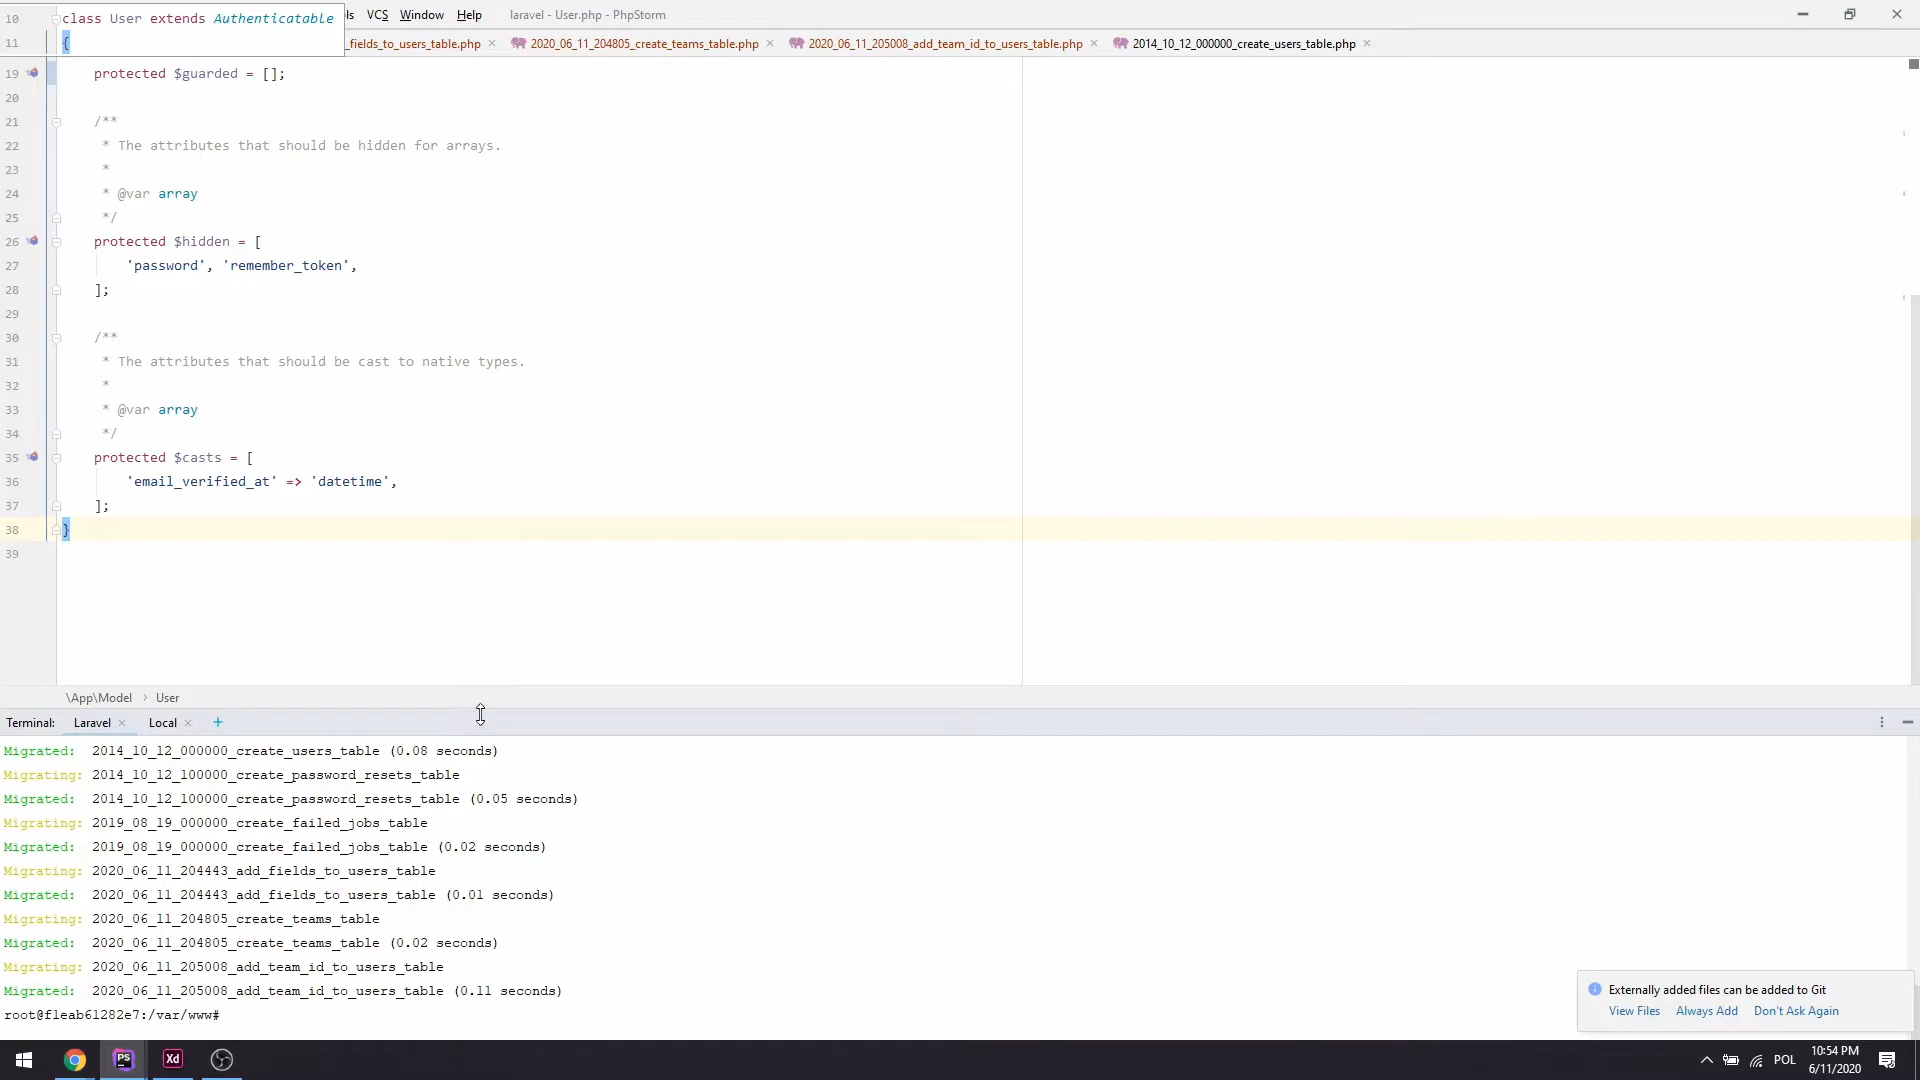 10 class User extends Authenticatable
ls VCS Window Help laravel - User.php - PhpStorm
11 {
_fields_to_users_table.php 2020_06_11_204805_create_teams_table.php 2020_06_11_205008_add_team_id_to_users_table.php 2014_10_12_000000_create_users_table.php
19 protected $guarded = [];
20
21 /**
22 * The attributes that should be hidden for arrays.
23 *
24 * @var array
25 */
26 protected $hidden = [
27 'password', 'remember_token',
28 ];
29
30 /**
31 * The attributes that should be cast to native types.
32 *
33 * @var array
34 */
35 protected $casts = [
36 'email_verified_at' => 'datetime',
37 ];
38 }
39
\App\Model › User
Terminal: Laravel Local +
Migrated: 2014_10_12_000000_create_users_table (0.08 seconds)
Migrating: 2014_10_12_100000_create_password_resets_table
Migrated: 2014_10_12_100000_create_password_resets_table (0.05 seconds)
Migrating: 2019_08_19_000000_create_failed_jobs_table
Migrated: 2019_08_19_000000_create_failed_jobs_table (0.02 seconds)
Migrating: 2020_06_11_204443_add_fields_to_users_table
Migrated: 2020_06_11_204443_add_fields_to_users_table (0.01 seconds)
Migrating: 2020_06_11_204805_create_teams_table
Migrated: 2020_06_11_204805_create_teams_table (0.02 seconds)
Migrating: 2020_06_11_205008_add_team_id_to_users_table
Migrated: 2020_06_11_205008_add_team_id_to_users_table (0.11 seconds)
root@f1eab61282e7:/var/www#
Externally added files can be added to Git
View Files Always Add Don't Ask Again
PS Xd POL
10:54 PM
6/11/2020